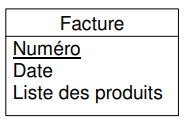 Facture
Numéro
Date
Liste des produits